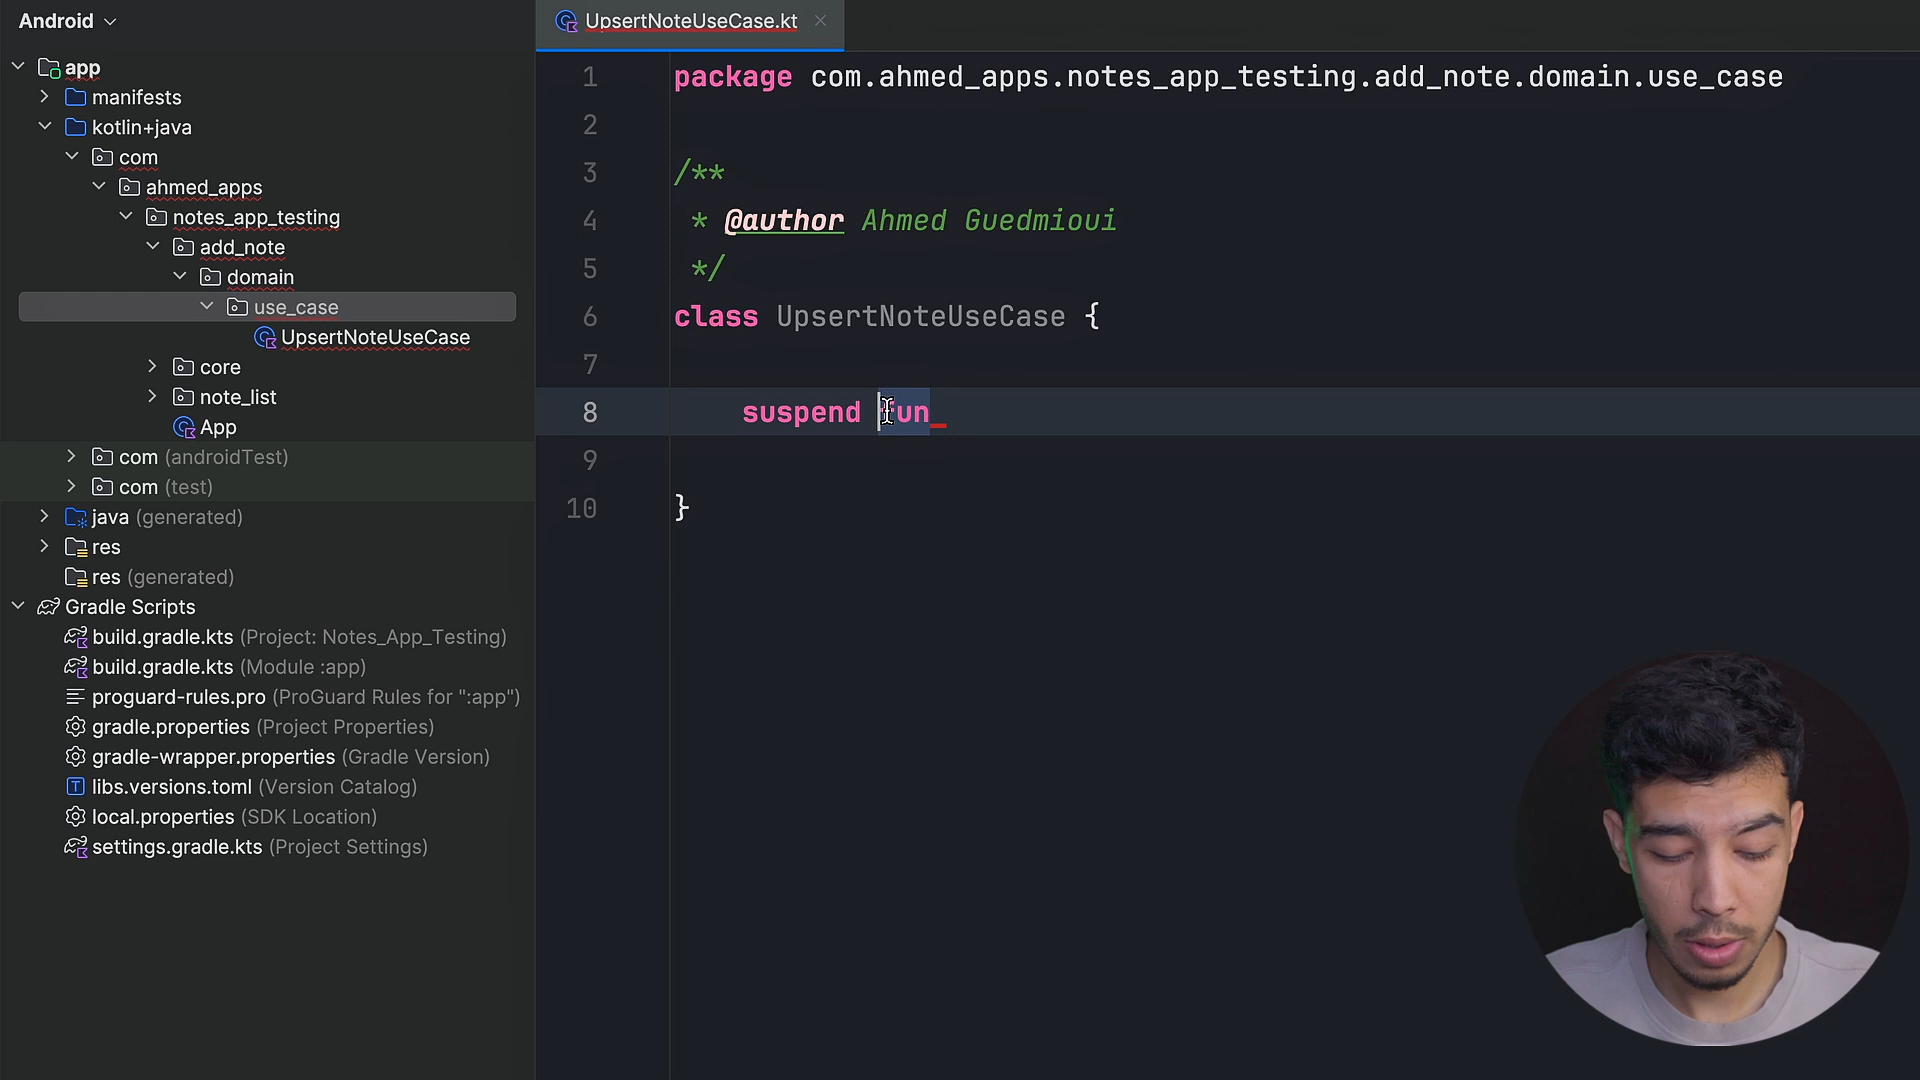 Android
UpsertNoteUseCase.kt
app
manifests
kotlin+java
com
ahmed_apps
notes_app_testing
add_note
domain
use_case
UpsertNoteUseCase
core
note_list
App
com (androidTest)
com (test)
java (generated)
res
res (generated)
Gradle Scripts
build.gradle.kts (Project: Notes_App_Testing)
build.gradle.kts (Module :app)
proguard-rules.pro (ProGuard Rules for ":app")
gradle.properties (Project Properties)
gradle-wrapper.properties (Gradle Version)
libs.versions.toml (Version Catalog)
local.properties (SDK Location)
settings.gradle.kts (Project Settings)
1 package com.ahmed_apps.notes_app_testing.add_note.domain.use_case
2
3 /**
4 * @author Ahmed Guedmioui
5 */
6 class UpsertNoteUseCase {
7
8 suspend fun
9
10 }